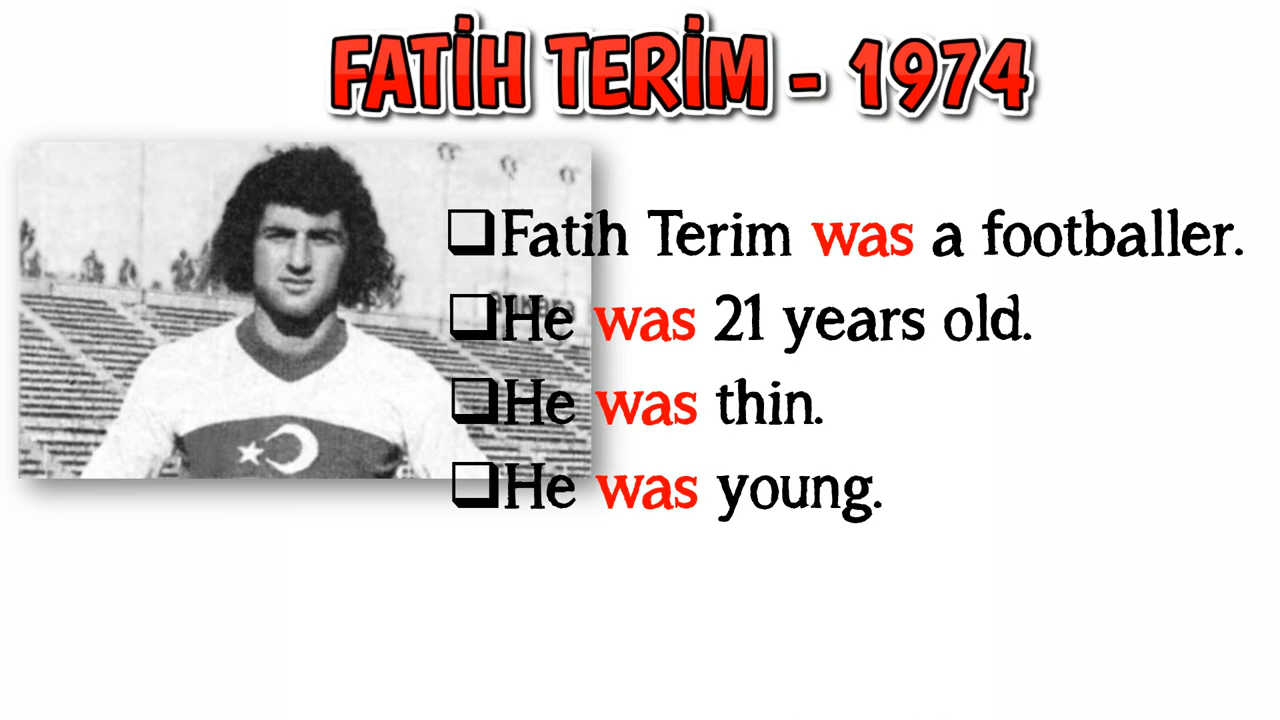 FATİH TERİM - 1974
Fatih Terim was a footballer.
He was 21 years old.
He was thin.
He was young.